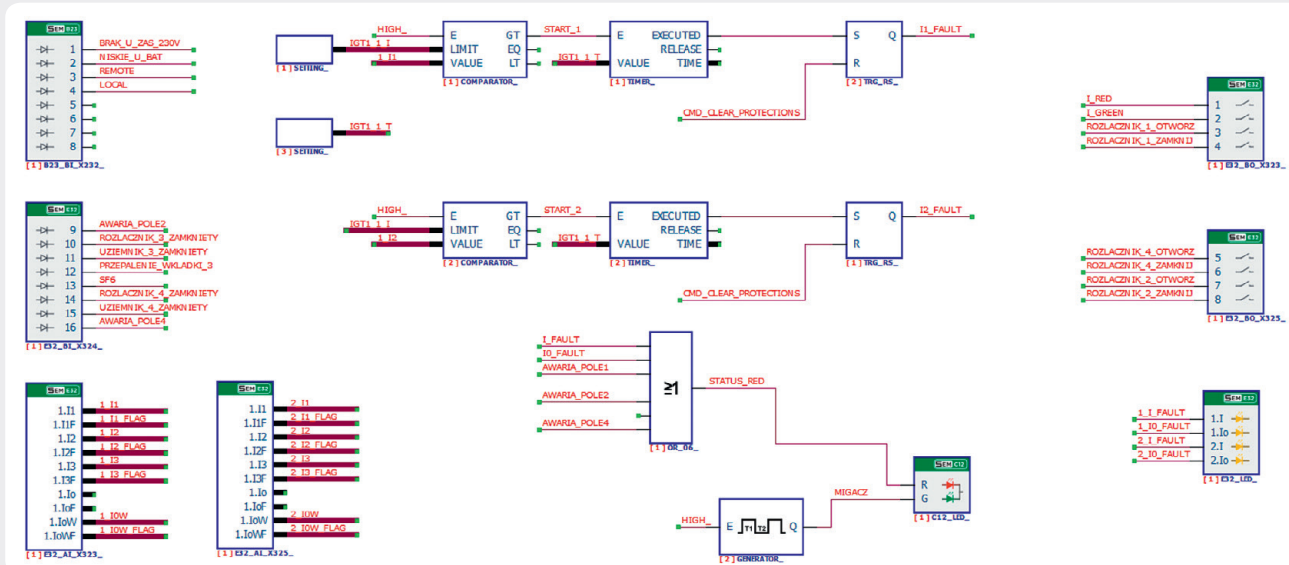 SEM B23
1 BRAK_U_ZAS_230V
2 NISKIE_U_BAT
3 REMOTE
4 LOCAL
5
6
7
8
[1] B23_BI_X232_
[1] SETTING_
IGT1_1_I
1_I1
HIGH_
E GT
LIMIT EQ
VALUE LT
[1] COMPARATOR_
START_1
IGT1_1_T
E EXECUTED
RELEASE
VALUE TIME
[1] TIMER_
CMD_CLEAR_PROTECTIONS
S Q
R
[2] TRG_RS_
I1_FAULT
[3] SETTING_
IGT1_1_T
SEM E32
I_RED 1
I_GREEN 2
ROZLACZNIK_1_OTWORZ 3
ROZLACZNIK_1_ZAMKNIJ 4
[1] E32_BO_X323_
SEM E32
9 AWARIA_POLE2
10 ROZLACZNIK_3_ZAMKNIETY
11 UZIEMNIK_3_ZAMKNIETY
12 PRZEPALENIE_WKLADKI_3
13 SF6
14 ROZLACZNIK_4_ZAMKNIETY
15 UZIEMNIK_4_ZAMKNIETY
16 AWARIA_POLE4
[1] E32_BI_X324_
HIGH_
IGT1_1_I
1_I2
E GT
LIMIT EQ
VALUE LT
[2] COMPARATOR_
START_2
IGT1_1_T
E EXECUTED
RELEASE
VALUE TIME
[2] TIMER_
CMD_CLEAR_PROTECTIONS
S Q
R
[1] TRG_RS_
I2_FAULT
SEM E32
ROZLACZNIK_4_OTWORZ 5
ROZLACZNIK_4_ZAMKNIJ 6
ROZLACZNIK_2_OTWORZ 7
ROZLACZNIK_2_ZAMKNIJ 8
[1] E32_BO_X325_
I_FAULT
I0_FAULT
AWARIA_POLE1
AWARIA_POLE2
AWARIA_POLE4
≥1
[1] OR_06_
STATUS_RED
SEM E32
1.I1 1_I1
1.I1F 1_I1_FLAG
1.I2 1_I2
1.I2F 1_I2_FLAG
1.I3 1_I3
1.I3F 1_I3_FLAG
1.Io
1.IoF
1.IoW 1_I0W
1.IoWF 1_I0W_FLAG
[1] E32_AI_X323_
SEM E32
1.I1 2_I1
1.I1F 2_I1_FLAG
1.I2 2_I2
1.I2F 2_I2_FLAG
1.I3 2_I3
1.I3F 2_I3_FLAG
1.Io
1.IoF
1.IoW 2_I0W
1.IoWF 2_I0W_FLAG
[1] E32_AI_X325_
HIGH_
E T1 T2 Q
[2] GENERATOR_
MIGACZ
SEM C12
R
G
[1] C12_LED_
SEM E32
1_I_FAULT 1.I
1_I0_FAULT 1.Io
2_I_FAULT 2.I
2_I0_FAULT 2.Io
[1] E32_LED_